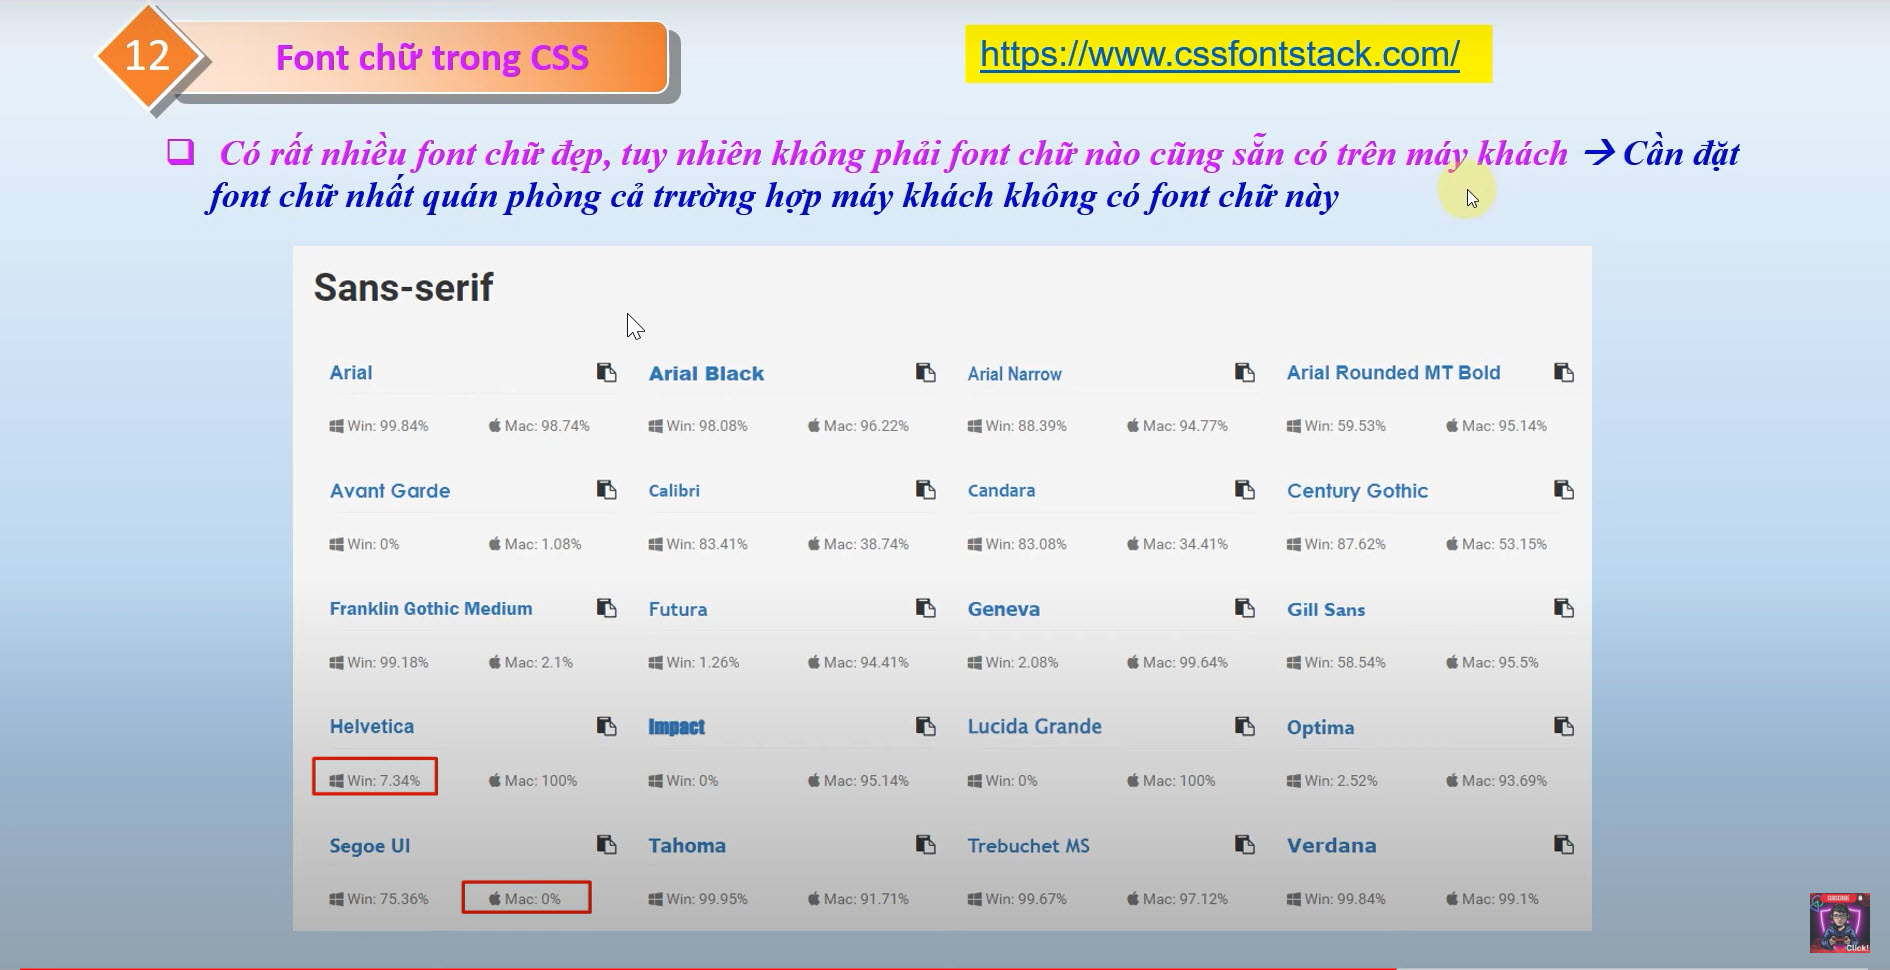 12
Font chữ trong CSS
https://www.cssfontstack.com/
Có rất nhiều font chữ đẹp, tuy nhiên không phải font chữ nào cũng sẵn có trên máy khách → Cần đặt
font chữ nhất quán phòng cả trường hợp máy khách không có font chữ này
Sans-serif
Arial Arial Black Arial Narrow Arial Rounded MT Bold
Win: 99.84% Mac: 98.74% Win: 98.08% Mac: 96.22% Win: 88.39% Mac: 94.77% Win: 59.53% Mac: 95.14%
Avant Garde Calibri Candara Century Gothic
Win: 0% Mac: 1.08% Win: 83.41% Mac: 38.74% Win: 83.08% Mac: 34.41% Win: 87.62% Mac: 53.15%
Franklin Gothic Medium Futura Geneva Gill Sans
Win: 99.18% Mac: 2.1% Win: 1.26% Mac: 94.41% Win: 2.08% Mac: 99.64% Win: 58.54% Mac: 95.5%
Helvetica Impact Lucida Grande Optima
Win: 7.34% Mac: 100% Win: 0% Mac: 95.14% Win: 0% Mac: 100% Win: 2.52% Mac: 93.69%
Segoe UI Tahoma Trebuchet MS Verdana
Win: 75.36% Mac: 0% Win: 99.95% Mac: 91.71% Win: 99.67% Mac: 97.12% Win: 99.84% Mac: 99.1%
SUBSCRIBE
Click!